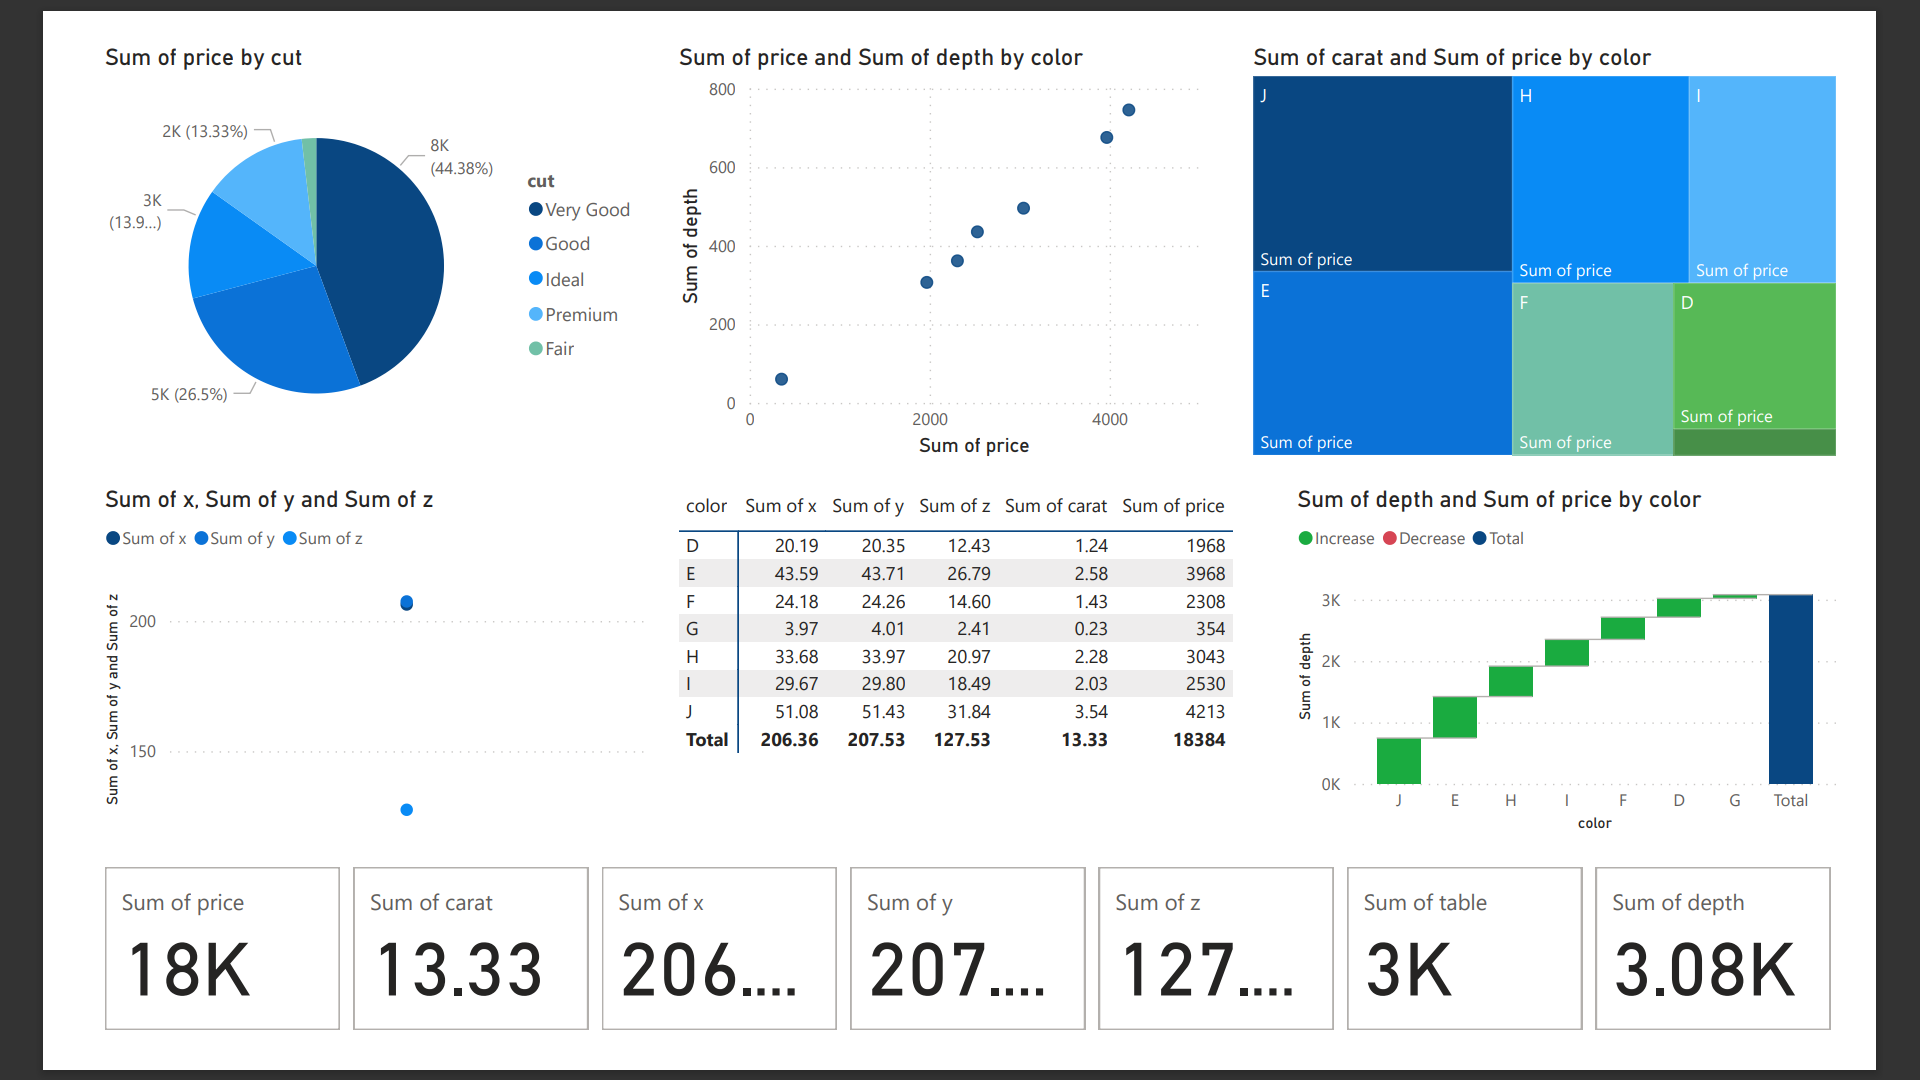 Sum of price by cut
2K (13.33%)
8K
(44.38%)
3K
(13.9...)
5K (26.5%)
cut
Very Good
Good
Ideal
Premium
Fair
Sum of price and Sum of depth by color
800
600
400
200
0
0 2000 4000
Sum of depth
Sum of price
Sum of carat and Sum of price by color
J
Sum of price
H
Sum of price
I
Sum of price
E
Sum of price
F
Sum of price
D
Sum of price
Sum of x, Sum of y and Sum of z
Sum of x Sum of y Sum of z
Sum of x, Sum of y and Sum of z
200
150
color Sum of x Sum of y Sum of z Sum of carat Sum of price
D 20.19 20.35 12.43 1.24 1968
E 43.59 43.71 26.79 2.58 3968
F 24.18 24.26 14.60 1.43 2308
G 3.97 4.01 2.41 0.23 354
H 33.68 33.97 20.97 2.28 3043
I 29.67 29.80 18.49 2.03 2530
J 51.08 51.43 31.84 3.54 4213
Total 206.36 207.53 127.53 13.33 18384
Sum of depth and Sum of price by color
Increase Decrease Total
Sum of depth
3K
2K
1K
0K
J E H I F D G Total
color
Sum of price
18K
Sum of carat
13.33
Sum of x
206....
Sum of y
207....
Sum of z
127....
Sum of table
3K
Sum of depth
3.08K